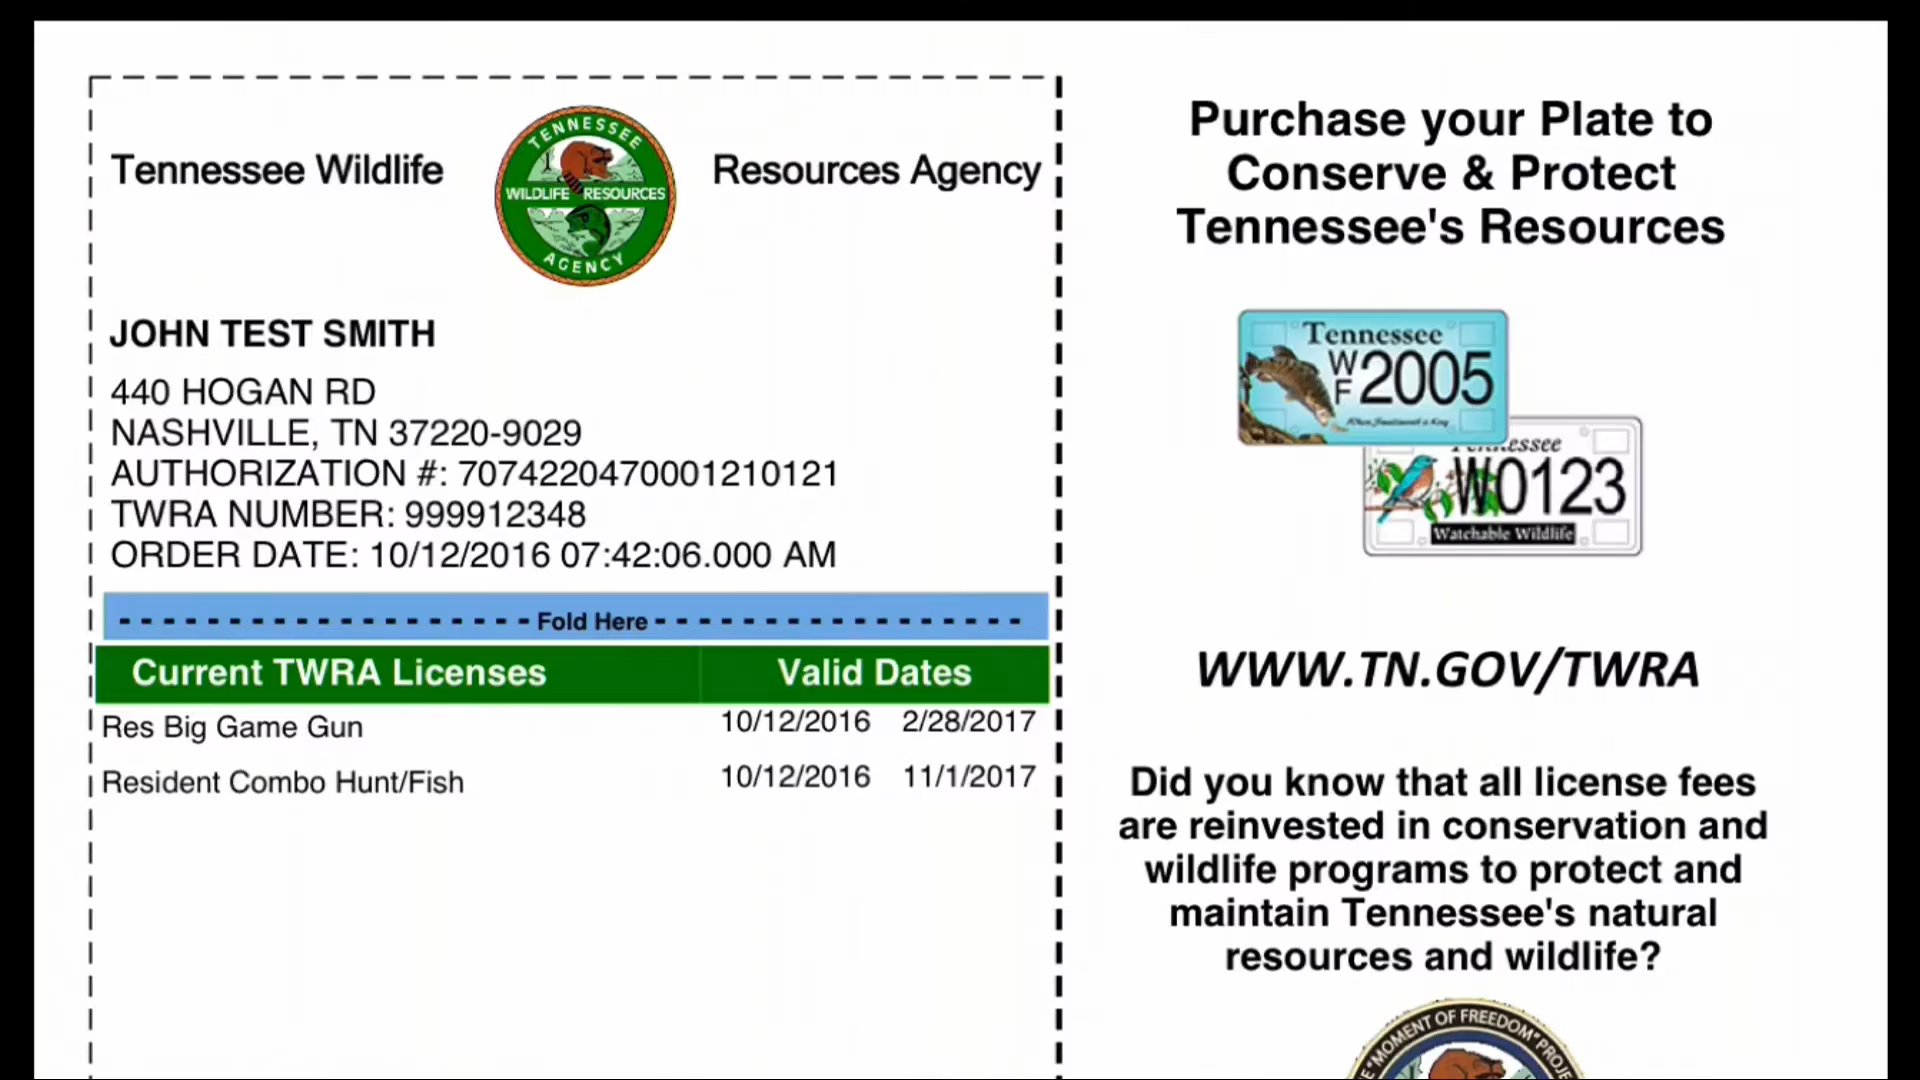 Tennessee Wildlife
TENNESSEE
WILDLIFE RESOURCES
AGENCY
Resources Agency
JOHN TEST SMITH
440 HOGAN RD
NASHVILLE, TN 37220-9029
AUTHORIZATION #: 7074220470001210121
TWRA NUMBER: 999912348
ORDER DATE: 10/12/2016 07:42:06.000 AM
Fold Here
Current TWRA Licenses Valid Dates
Res Big Game Gun 10/12/2016 2/28/2017
Resident Combo Hunt/Fish 10/12/2016 11/1/2017
Purchase your Plate to
Conserve & Protect
Tennessee's Resources
Tennessee
WF 2005
Tennessee
W0123
Watchable Wildlife
WWW.TN.GOV/TWRA
Did you know that all license fees
are reinvested in conservation and
wildlife programs to protect and
maintain Tennessee's natural
resources and wildlife?
"MOMENT OF FREEDOM"